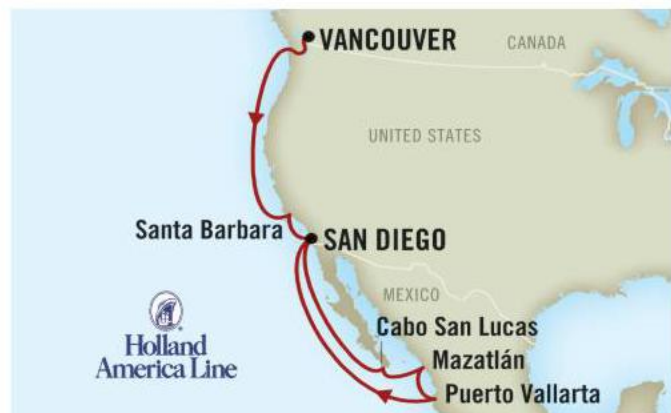 VANCOUVER
CANADA
UNITED STATES
Santa Barbara
SAN DIEGO
MEXICO
Cabo San Lucas
Mazatlán
Puerto Vallarta
Holland
America Line